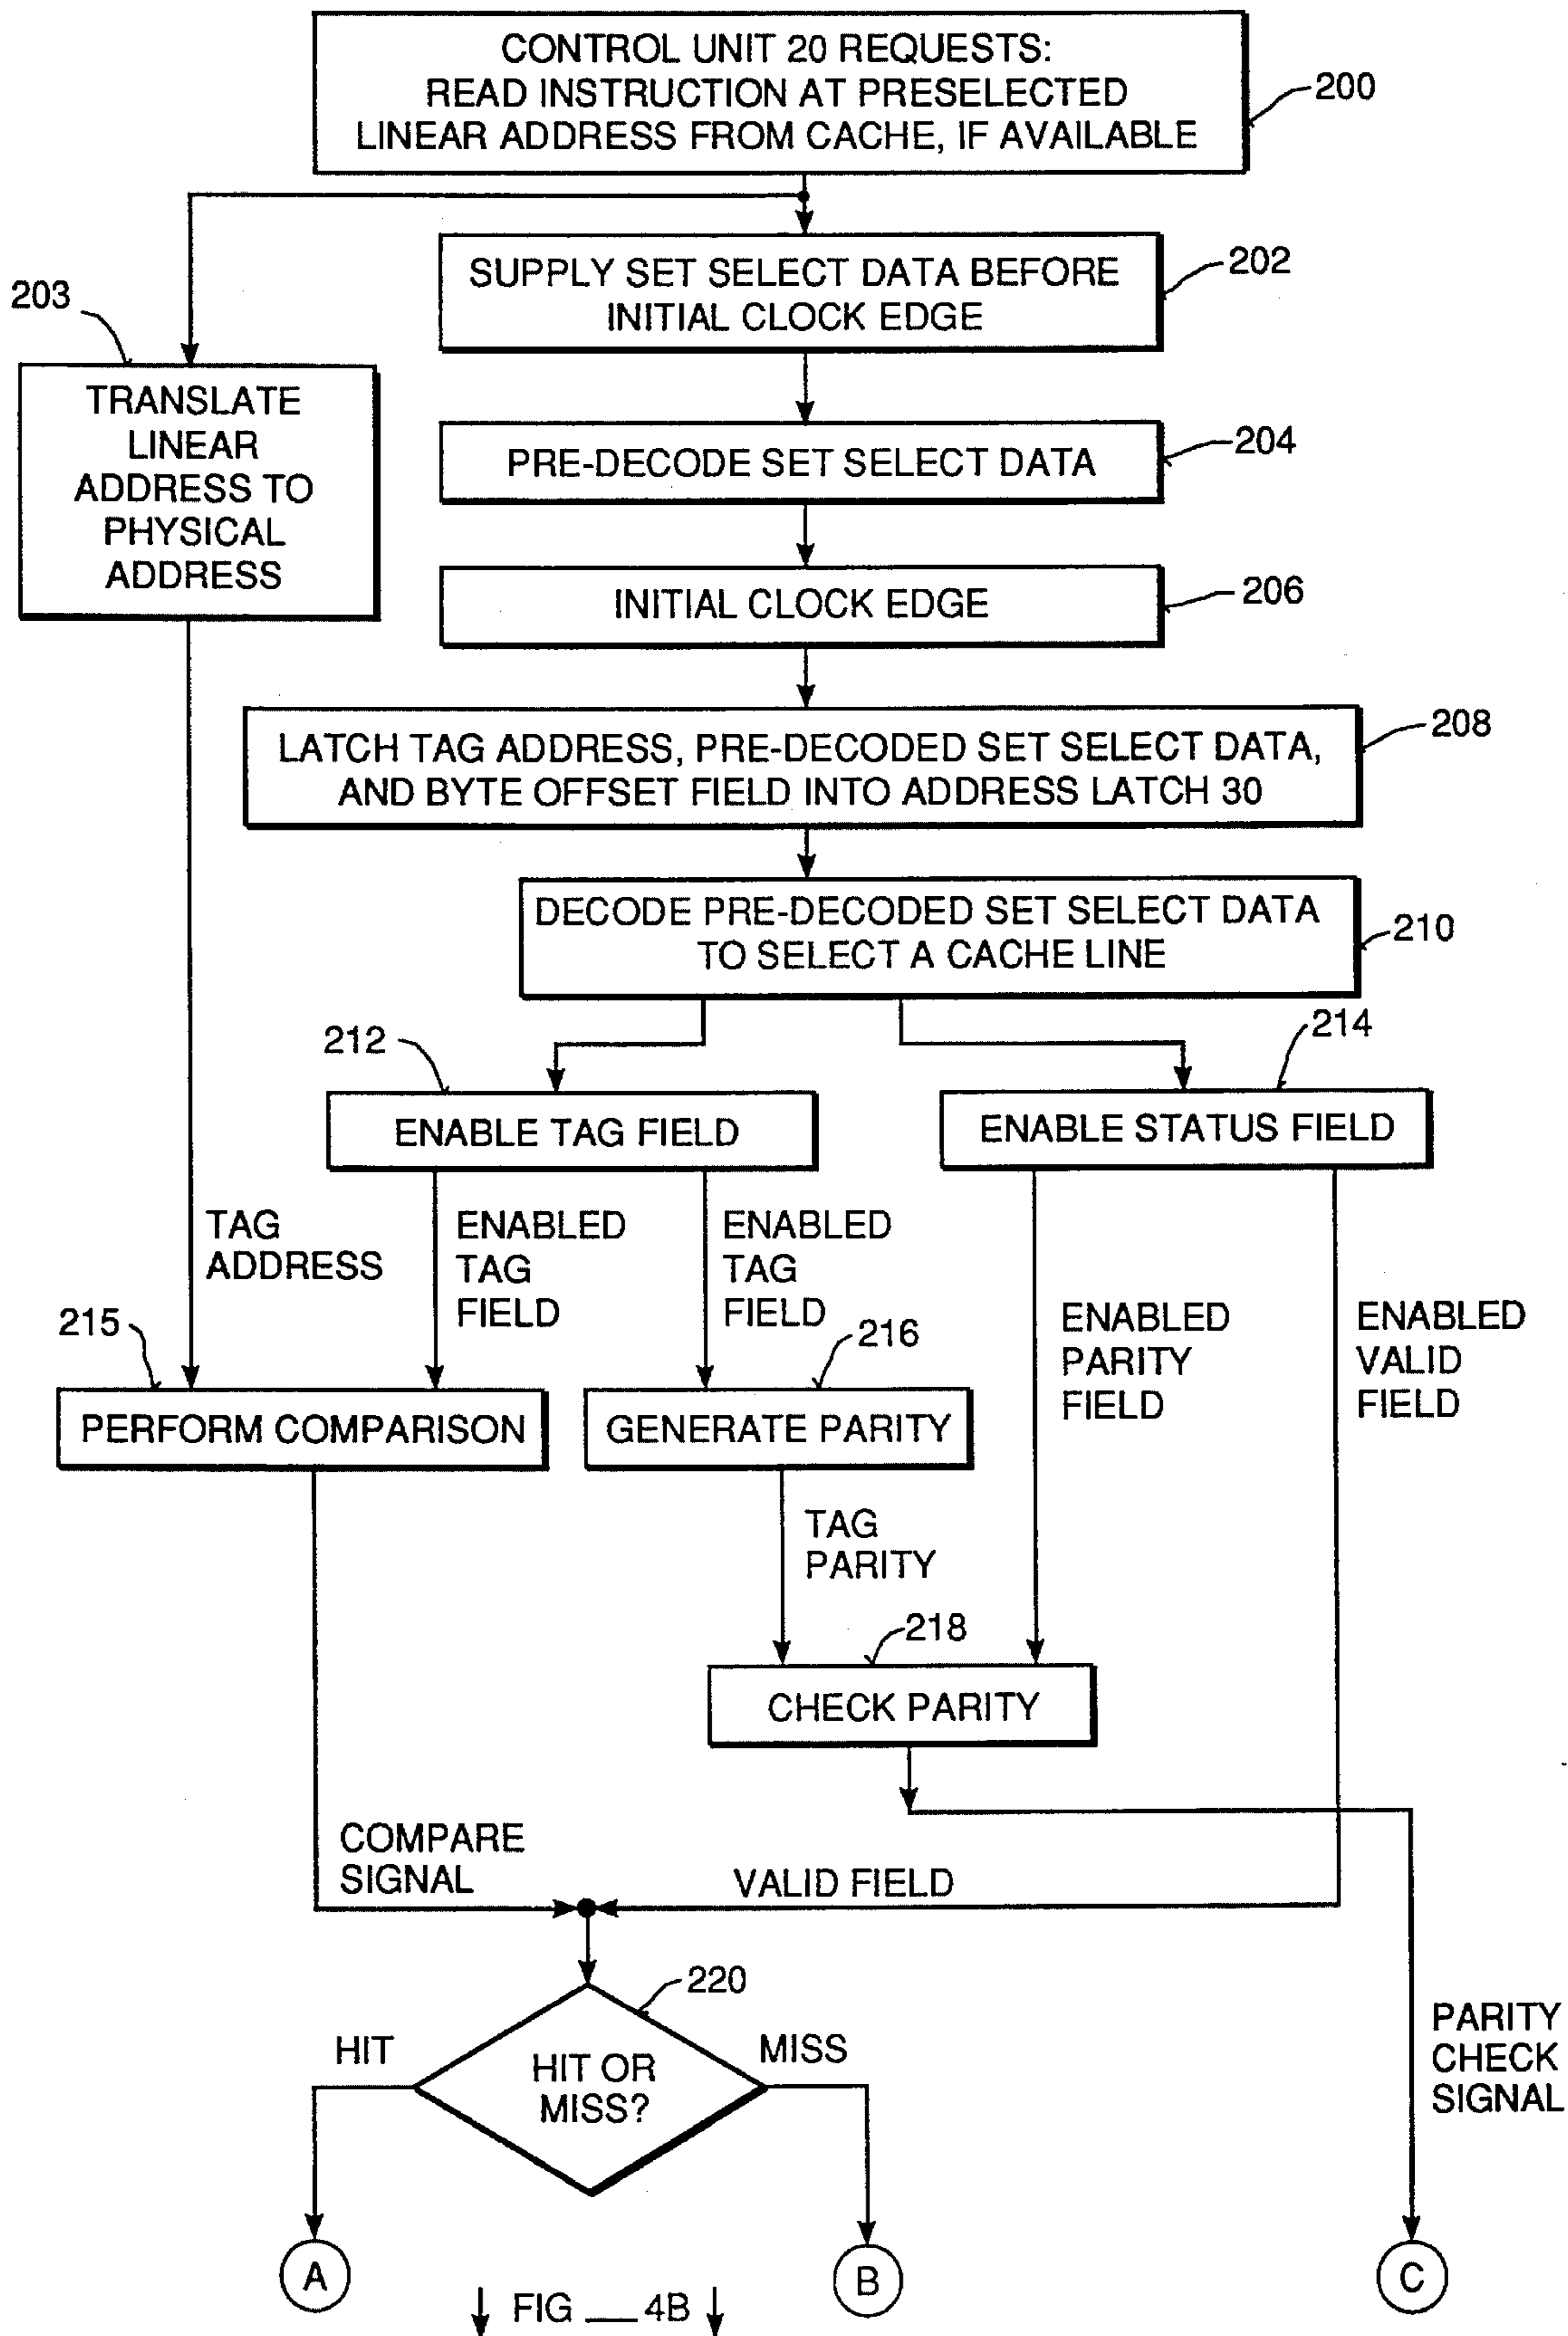 CONTROL UNIT 20 REQUESTS:
READ INSTRUCTION AT PRESELECTED
LINEAR ADDRESS FROM CACHE, IF AVAILABLE
200
SUPPLY SET SELECT DATA BEFORE
INITIAL CLOCK EDGE
202
203
TRANSLATE
LINEAR
ADDRESS TO
PHYSICAL
ADDRESS
PRE-DECODE SET SELECT DATA
204
INITIAL CLOCK EDGE
206
LATCH TAG ADDRESS, PRE-DECODED SET SELECT DATA,
AND BYTE OFFSET FIELD INTO ADDRESS LATCH 30
208
DECODE PRE-DECODED SET SELECT DATA
TO SELECT A CACHE LINE
210
212
ENABLE TAG FIELD
214
ENABLE STATUS FIELD
TAG
ADDRESS
ENABLED
TAG
FIELD
ENABLED
TAG
FIELD
ENABLED
PARITY
FIELD
ENABLED
VALID
FIELD
215
PERFORM COMPARISON
216
GENERATE PARITY
TAG
PARITY
218
CHECK PARITY
COMPARE
SIGNAL
VALID FIELD
220
HIT
HIT OR
MISS?
MISS
PARITY
CHECK
SIGNAL
A
B
C
FIG __ 4B